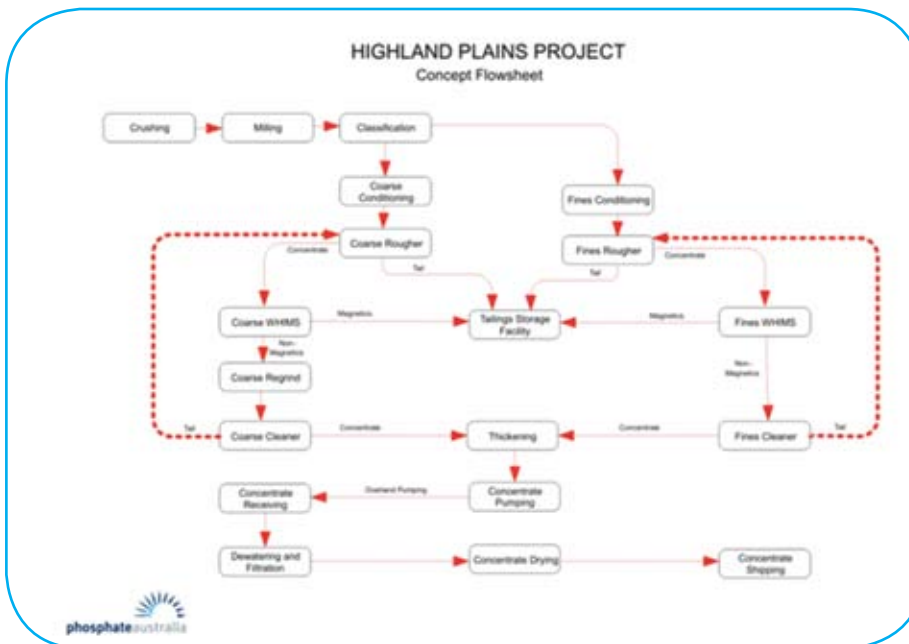 HIGHLAND PLAINS PROJECT
Concept Flowsheet
Crushing
Milling
Classification
Coarse
Conditioning
Fines Conditioning
Coarse Rougher
Fines Rougher
Concentrate
Concentrate
Tail
Tail
Coarse WHIMS
Magnetics
Tailings Storage
Facility
Magnetics
Fines WHIMS
Non-
Magnetics
Non-
Magnetics
Coarse Regrind
Tail
Coarse Cleaner
Concentrate
Thickening
Concentrate
Fines Cleaner
Tail
Concentrate
Receiving
Overland Pumping
Concentrate
Pumping
Dewatering and
Filtration
Concentrate Drying
Concentrate
Shipping
phosphateaustralia